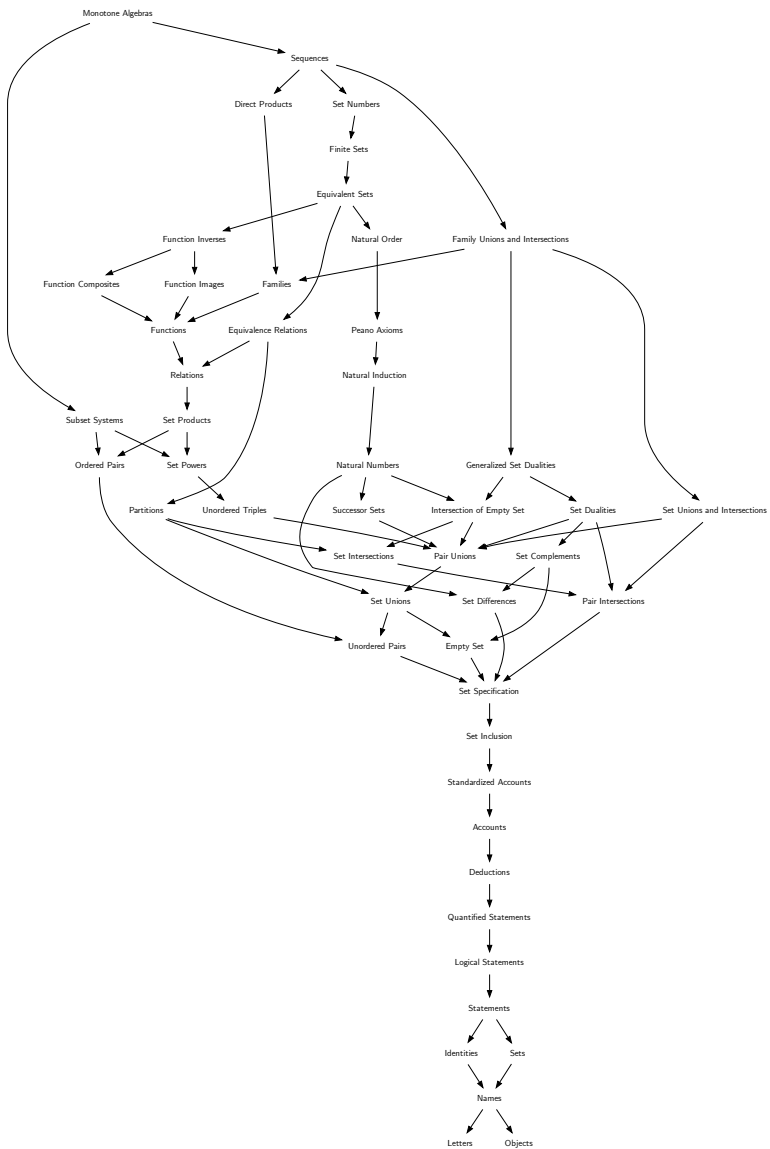 Monotone Algebras
Sequences
Direct Products
Set Numbers
Finite Sets
Equivalent Sets
Function Inverses
Natural Order
Family Unions and Intersections
Function Composites
Function Images
Families
Functions
Equivalence Relations
Peano Axioms
Relations
Natural Induction
Subset Systems
Set Products
Ordered Pairs
Set Powers
Natural Numbers
Generalized Set Dualities
Partitions
Unordered Triples
Successor Sets
Intersection of Empty Set
Set Dualities
Set Unions and Intersections
Set Intersections
Pair Unions
Set Complements
Set Unions
Set Differences
Pair Intersections
Unordered Pairs
Empty Set
Set Specification
Set Inclusion
Standardized Accounts
Accounts
Deductions
Quantified Statements
Logical Statements
Statements
Identities
Sets
Names
Letters
Objects